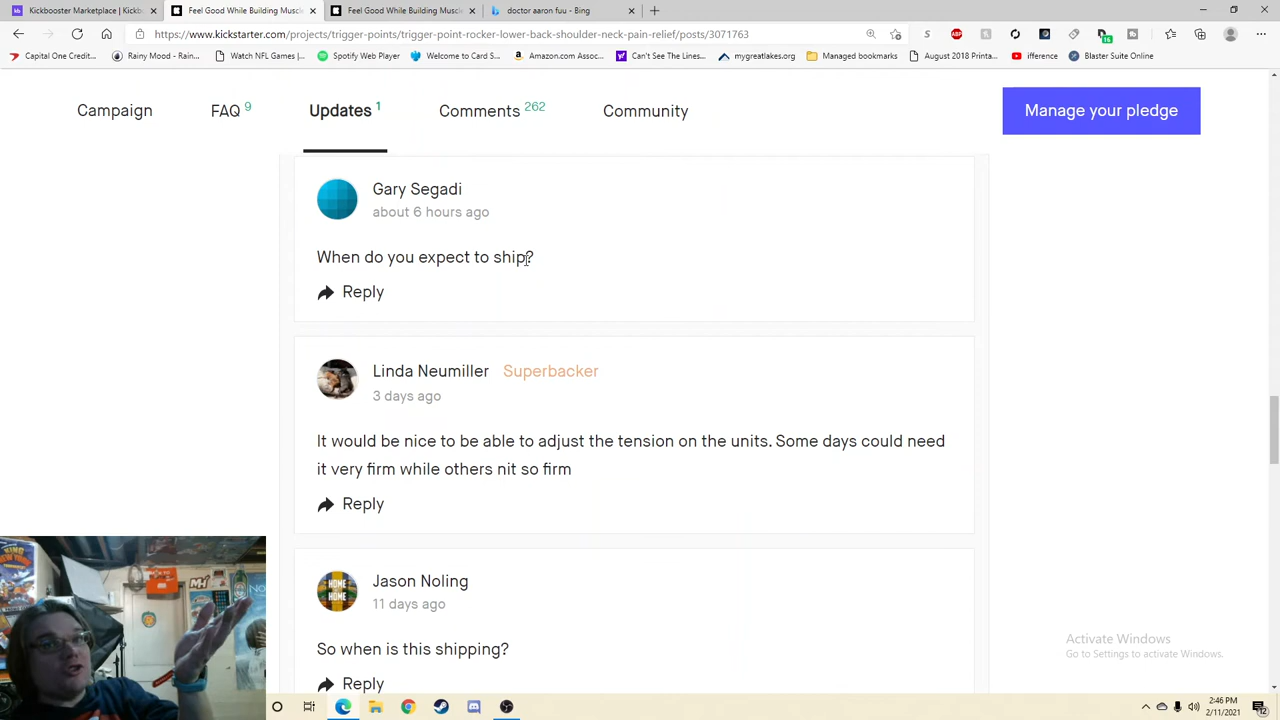 Kickbooster Marketplace | Kickb
Feel Good While Building Muscle
Feel Good While Building Muscle
doctor aaron fuu - Bing
https://www.kickstarter.com/projects/trigger-points/trigger-point-rocker-lower-back-shoulder-neck-pain-relief/posts/3071763
Capital One Credit...
Rainy Mood - Rain...
Watch NFL Games |...
Spotify Web Player
Welcome to Card S...
Amazon.com Assoc...
Can't See The Lines...
mygreatlakes.org
Managed bookmarks
August 2018 Printa...
ifference
Blaster Suite Online
Campaign
FAQ 9
Updates 1
Comments 262
Community
Manage your pledge
Gary Segadi
about 6 hours ago
When do you expect to ship?
Reply
Linda Neumiller Superbacker
3 days ago
It would be nice to be able to adjust the tension on the units. Some days could need
it very firm while others nit so firm
Reply
Jason Noling
11 days ago
So when is this shipping?
Reply
Activate Windows
Go to Settings to activate Windows.
2:46 PM
2/11/2021